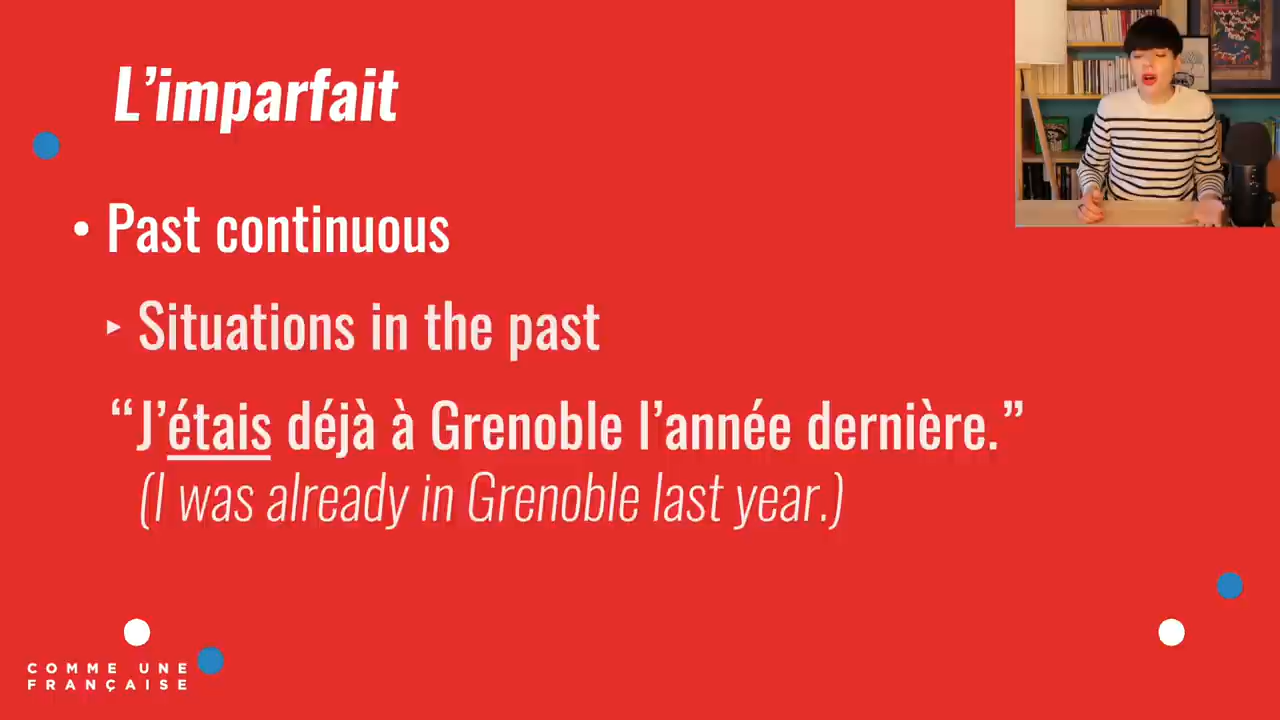 L’imparfait
• Past continuous
▸ Situations in the past
“J’étais déjà à Grenoble l’année dernière.”
(I was already in Grenoble last year.)
COMME UNE
FRANÇAISE